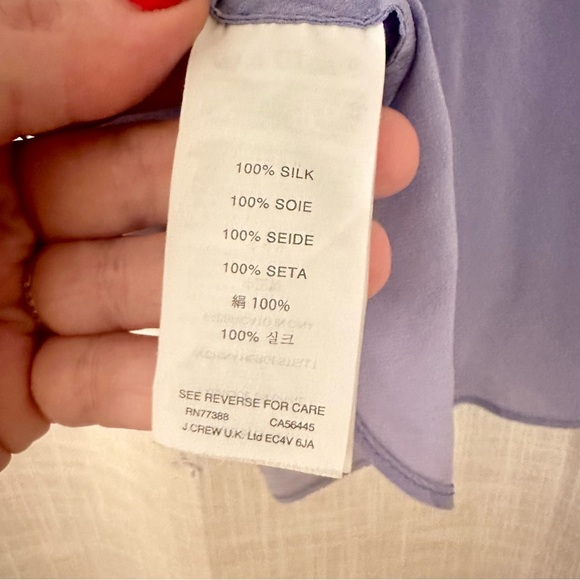 100% SILK
100% SOIE
100% SEIDE
100% SETA
絹 100%
100% 실크
SEE REVERSE FOR CARE
RN77388 CA56445
J.CREW U.K. Ltd EC4V 6JA